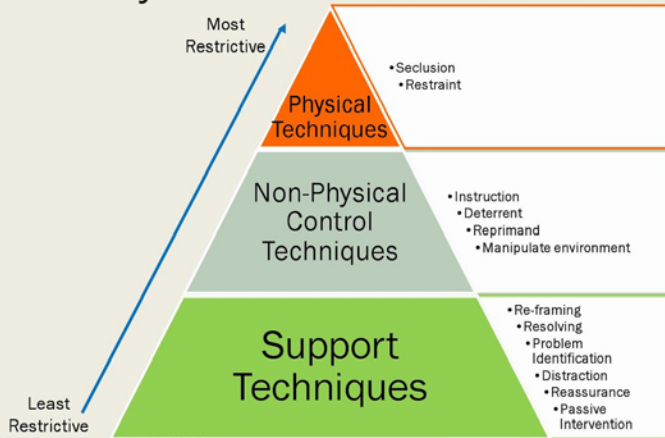 Most
Restrictive
• Seclusion
• Restraint
Physical
Techniques
Non-Physical
Control
Techniques
• Instruction
• Deterrent
• Reprimand
• Manipulate environment
Support
Techniques
• Re-framing
• Resolving
• Problem
Identification
• Distraction
• Reassurance
• Passive
Intervention
Least
Restrictive